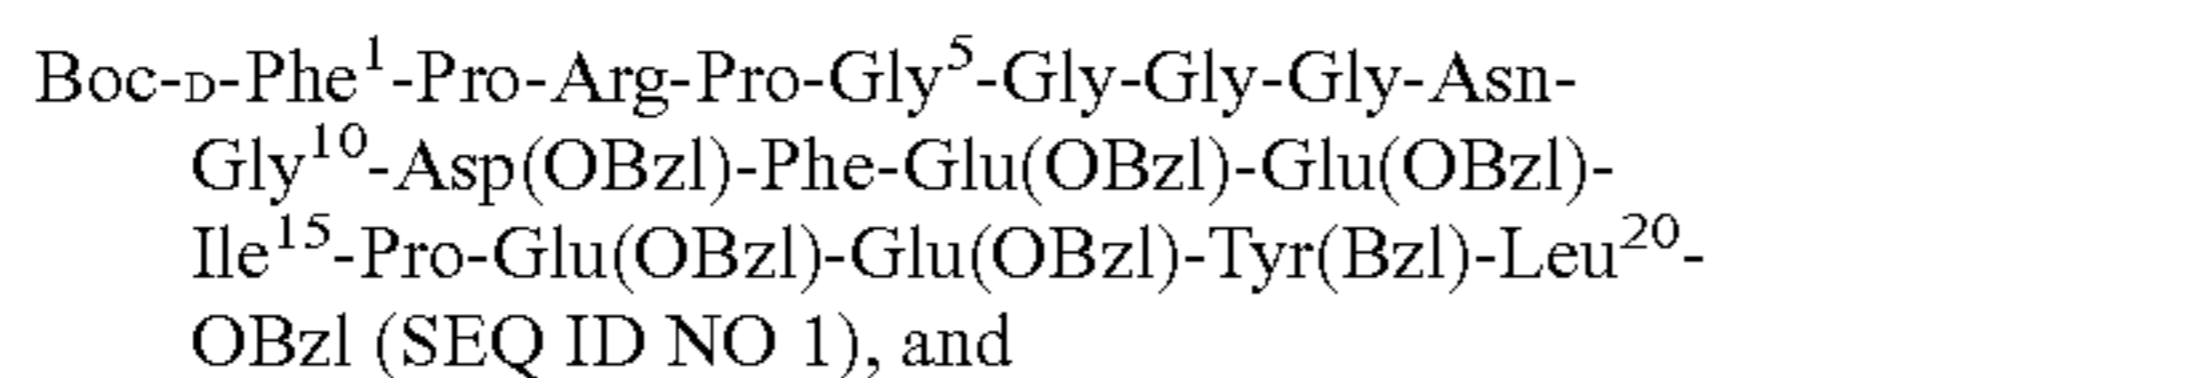 Boc-D-Phe¹-Pro-Arg-Pro-Gly⁵-Gly-Gly-Gly-Asn-
Gly¹⁰-Asp(OBzl)-Phe-Glu(OBzl)-Glu(OBzl)-
Ile¹⁵-Pro-Glu(OBzl)-Glu(OBzl)-Tyr(Bzl)-Leu²⁰-
OBzl (SEQ ID NO 1), and